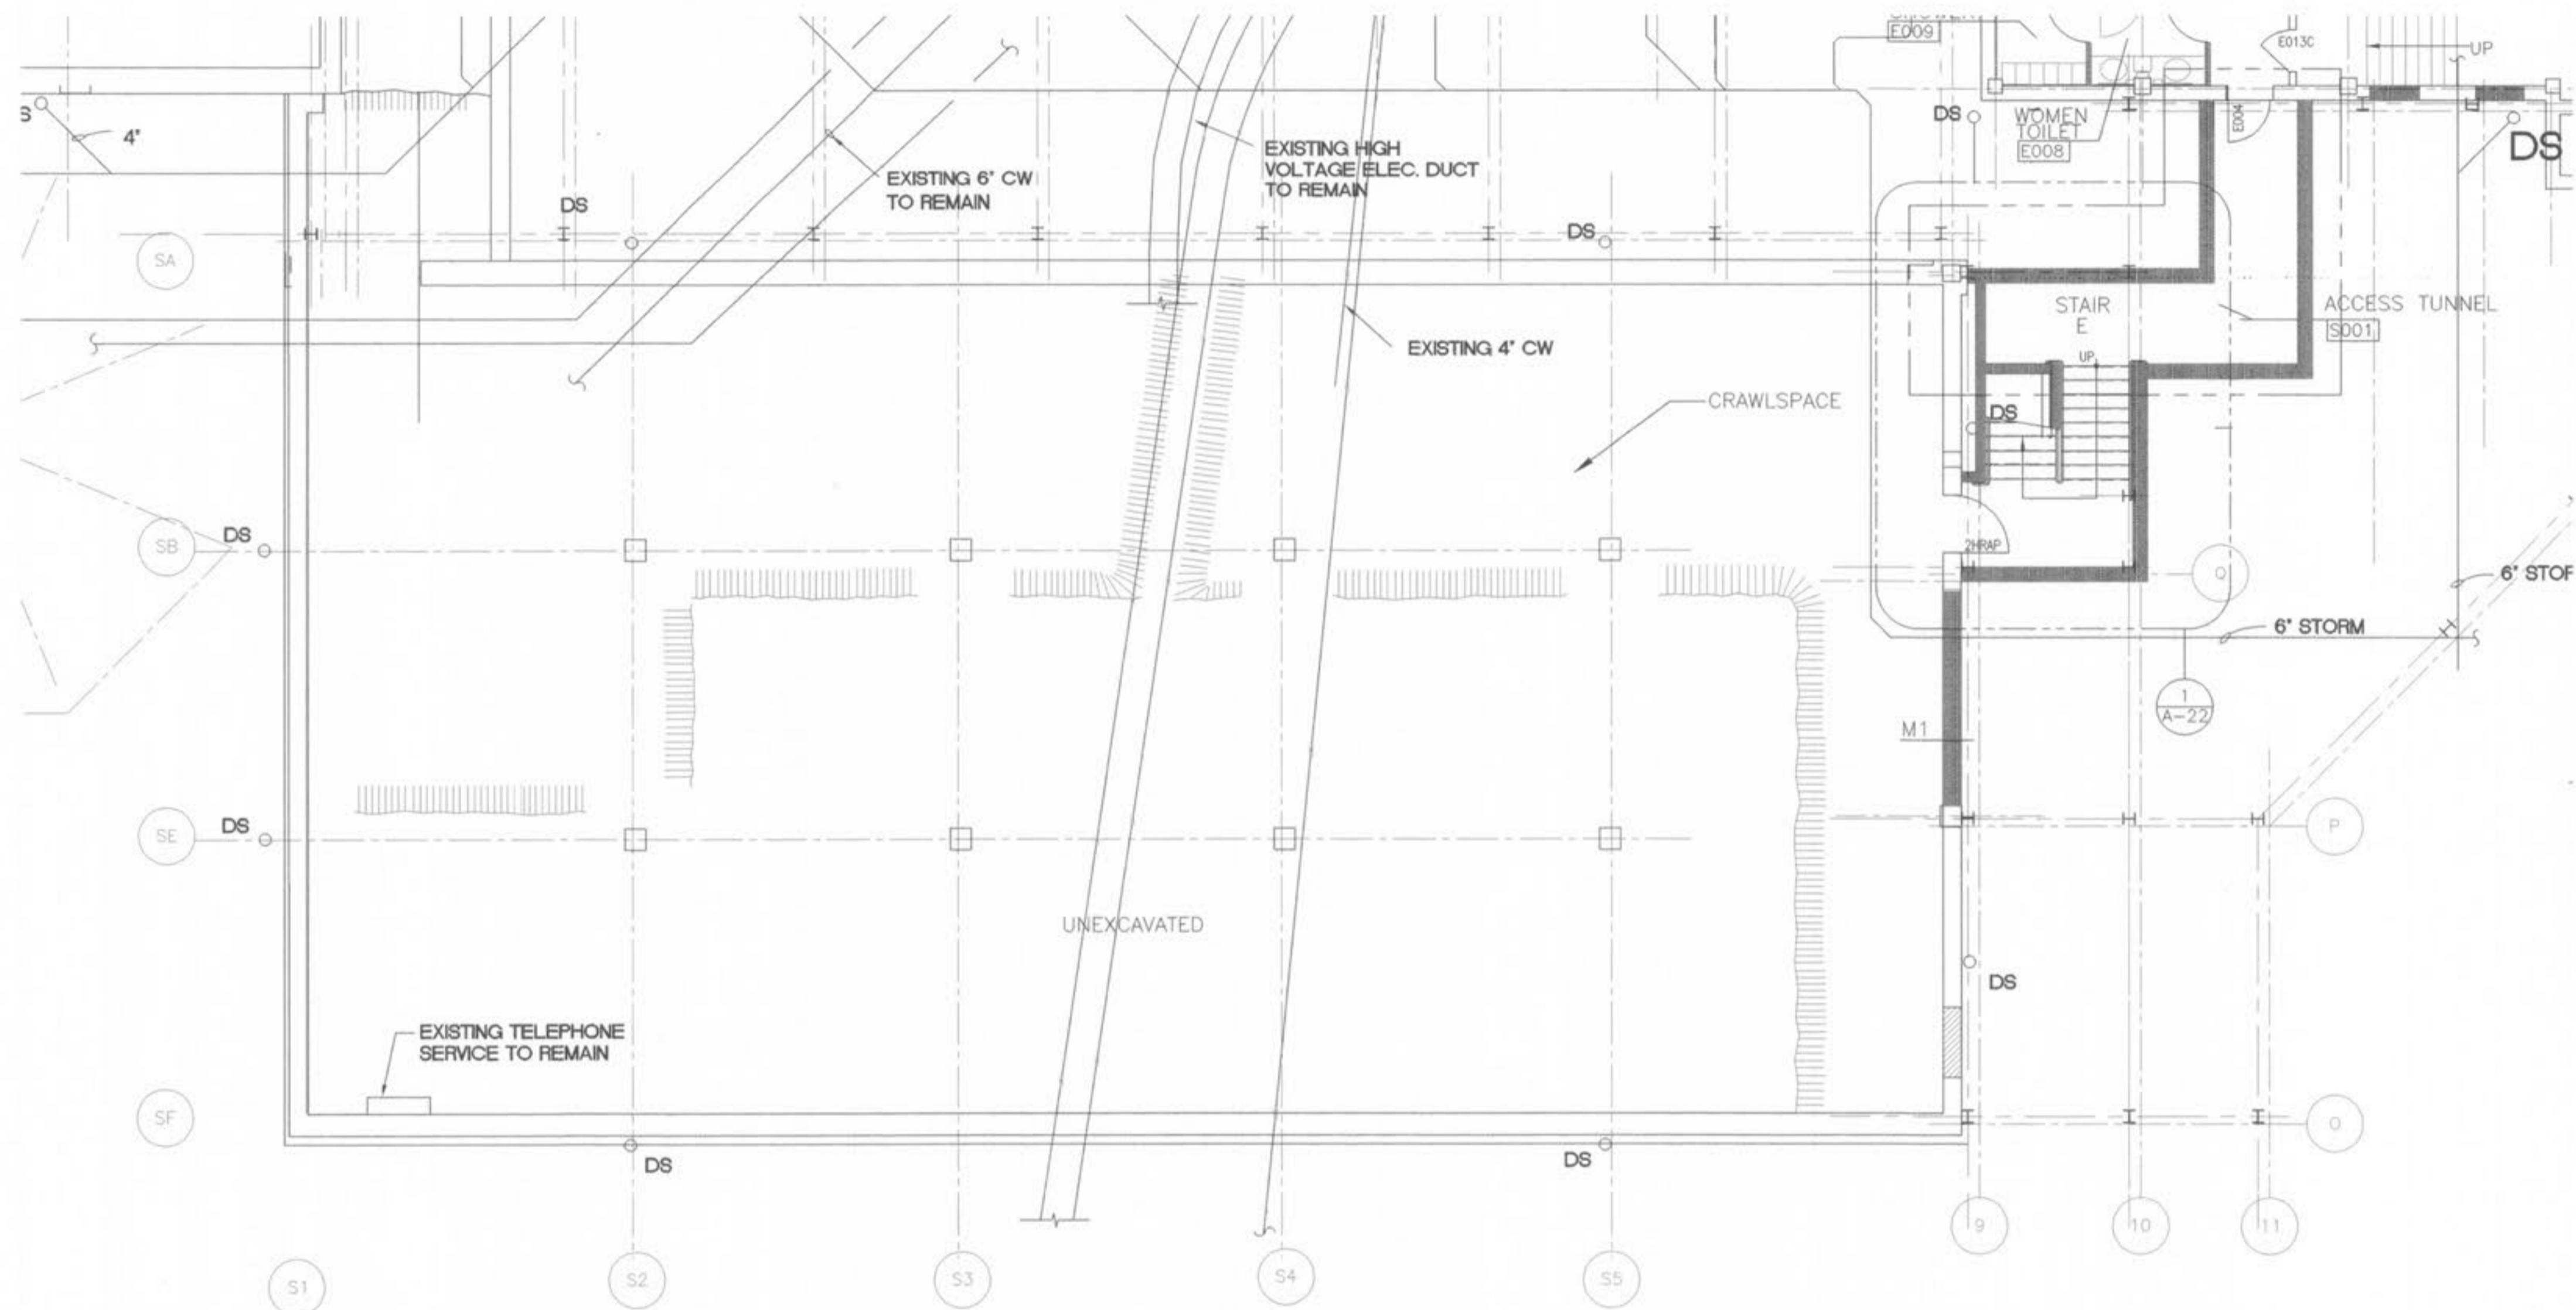 E009
E013C
UP
S
4"
DS
WOMEN
TOILET
E008
E004
DS
EXISTING HIGH
VOLTAGE ELEC. DUCT
TO REMAIN
EXISTING 6" CW
TO REMAIN
DS
DS
SA
STAIR
E
ACCESS TUNNEL
S001
EXISTING 4" CW
UP
CRAWLSPACE
DS
SB
DS
2HRAP
Q
6" STOR
6" STORM
1
A-22
M1
SE
DS
P
UNEXCAVATED
DS
EXISTING TELEPHONE
SERVICE TO REMAIN
SF
O
DS
DS
9
10
11
S1
S2
S3
S4
S5